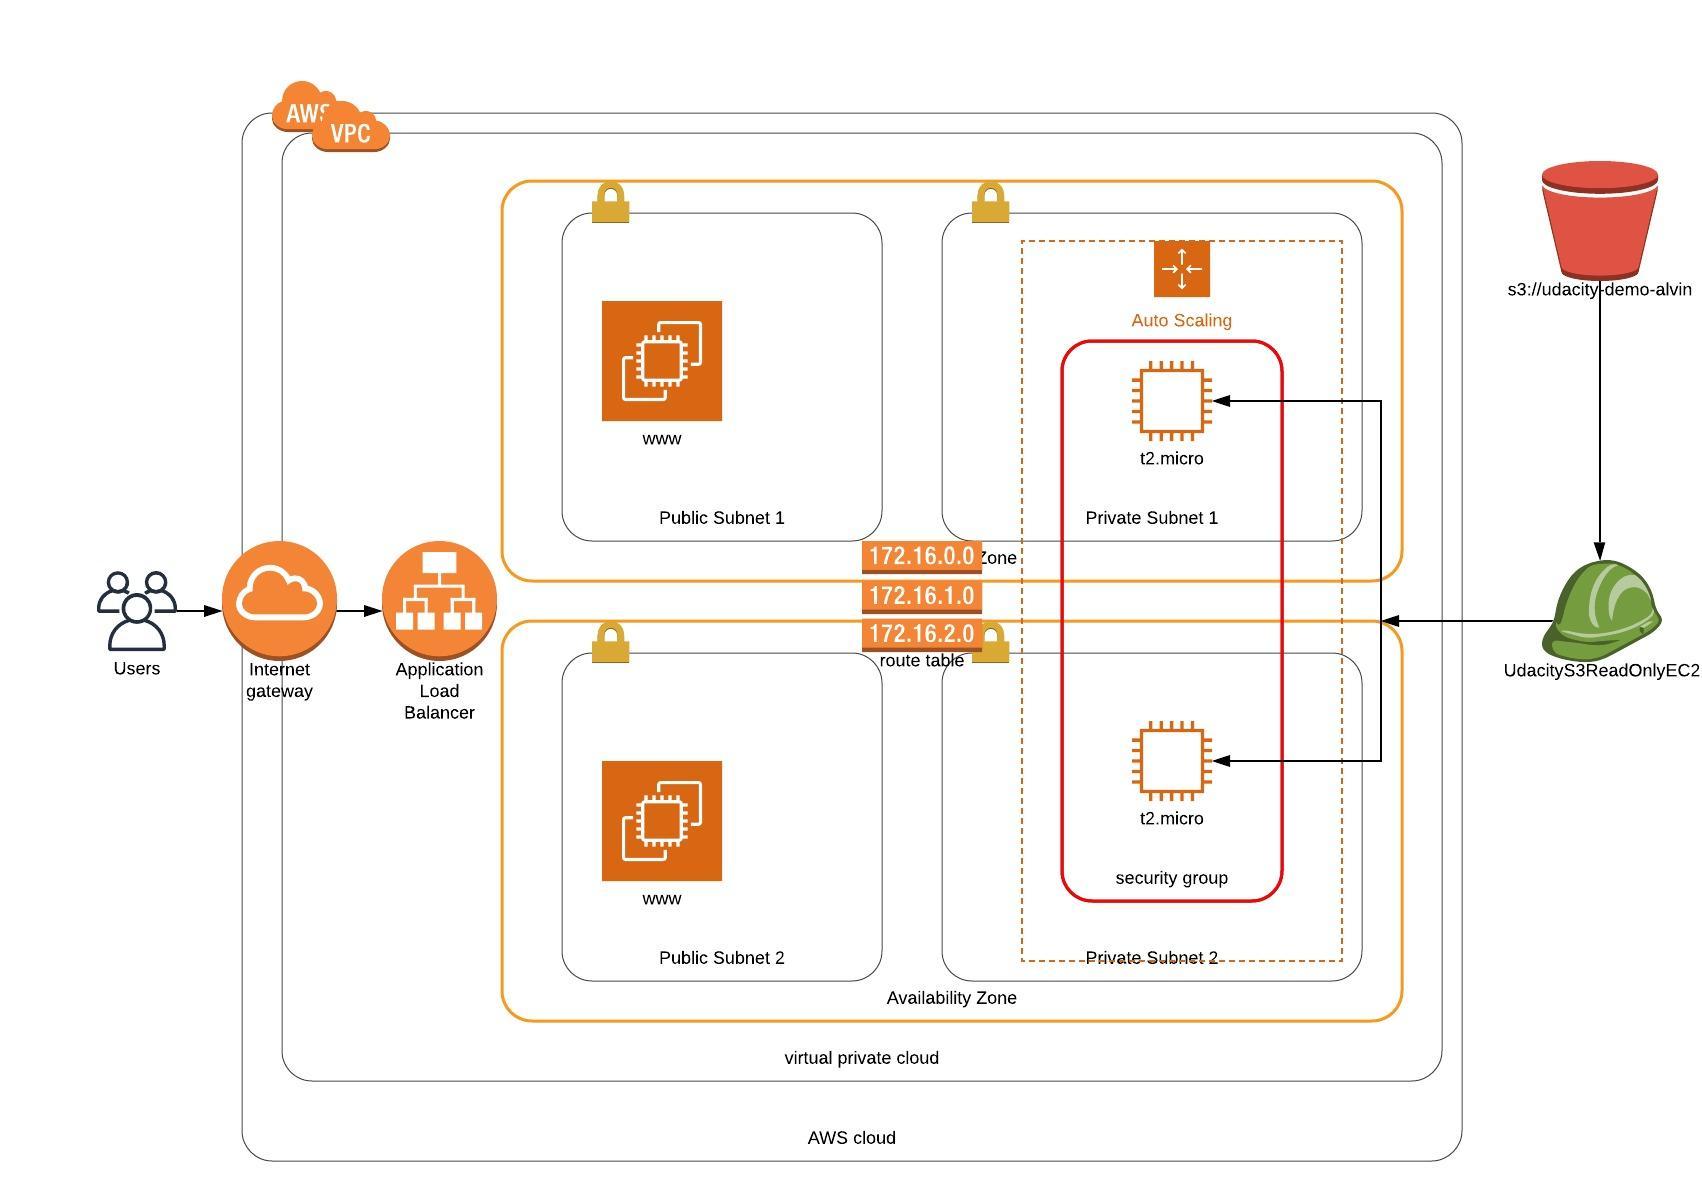 AWS
VPC
s3://udacity-demo-alvin
Auto Scaling
www
t2.micro
Public Subnet 1
Private Subnet 1
172.16.0.0
Zone
172.16.1.0
172.16.2.0
route table
Users
Internet
gateway
Application
Load
Balancer
UdacityS3ReadOnlyEC2
t2.micro
security group
www
Public Subnet 2
Private Subnet 2
Availability Zone
virtual private cloud
AWS cloud